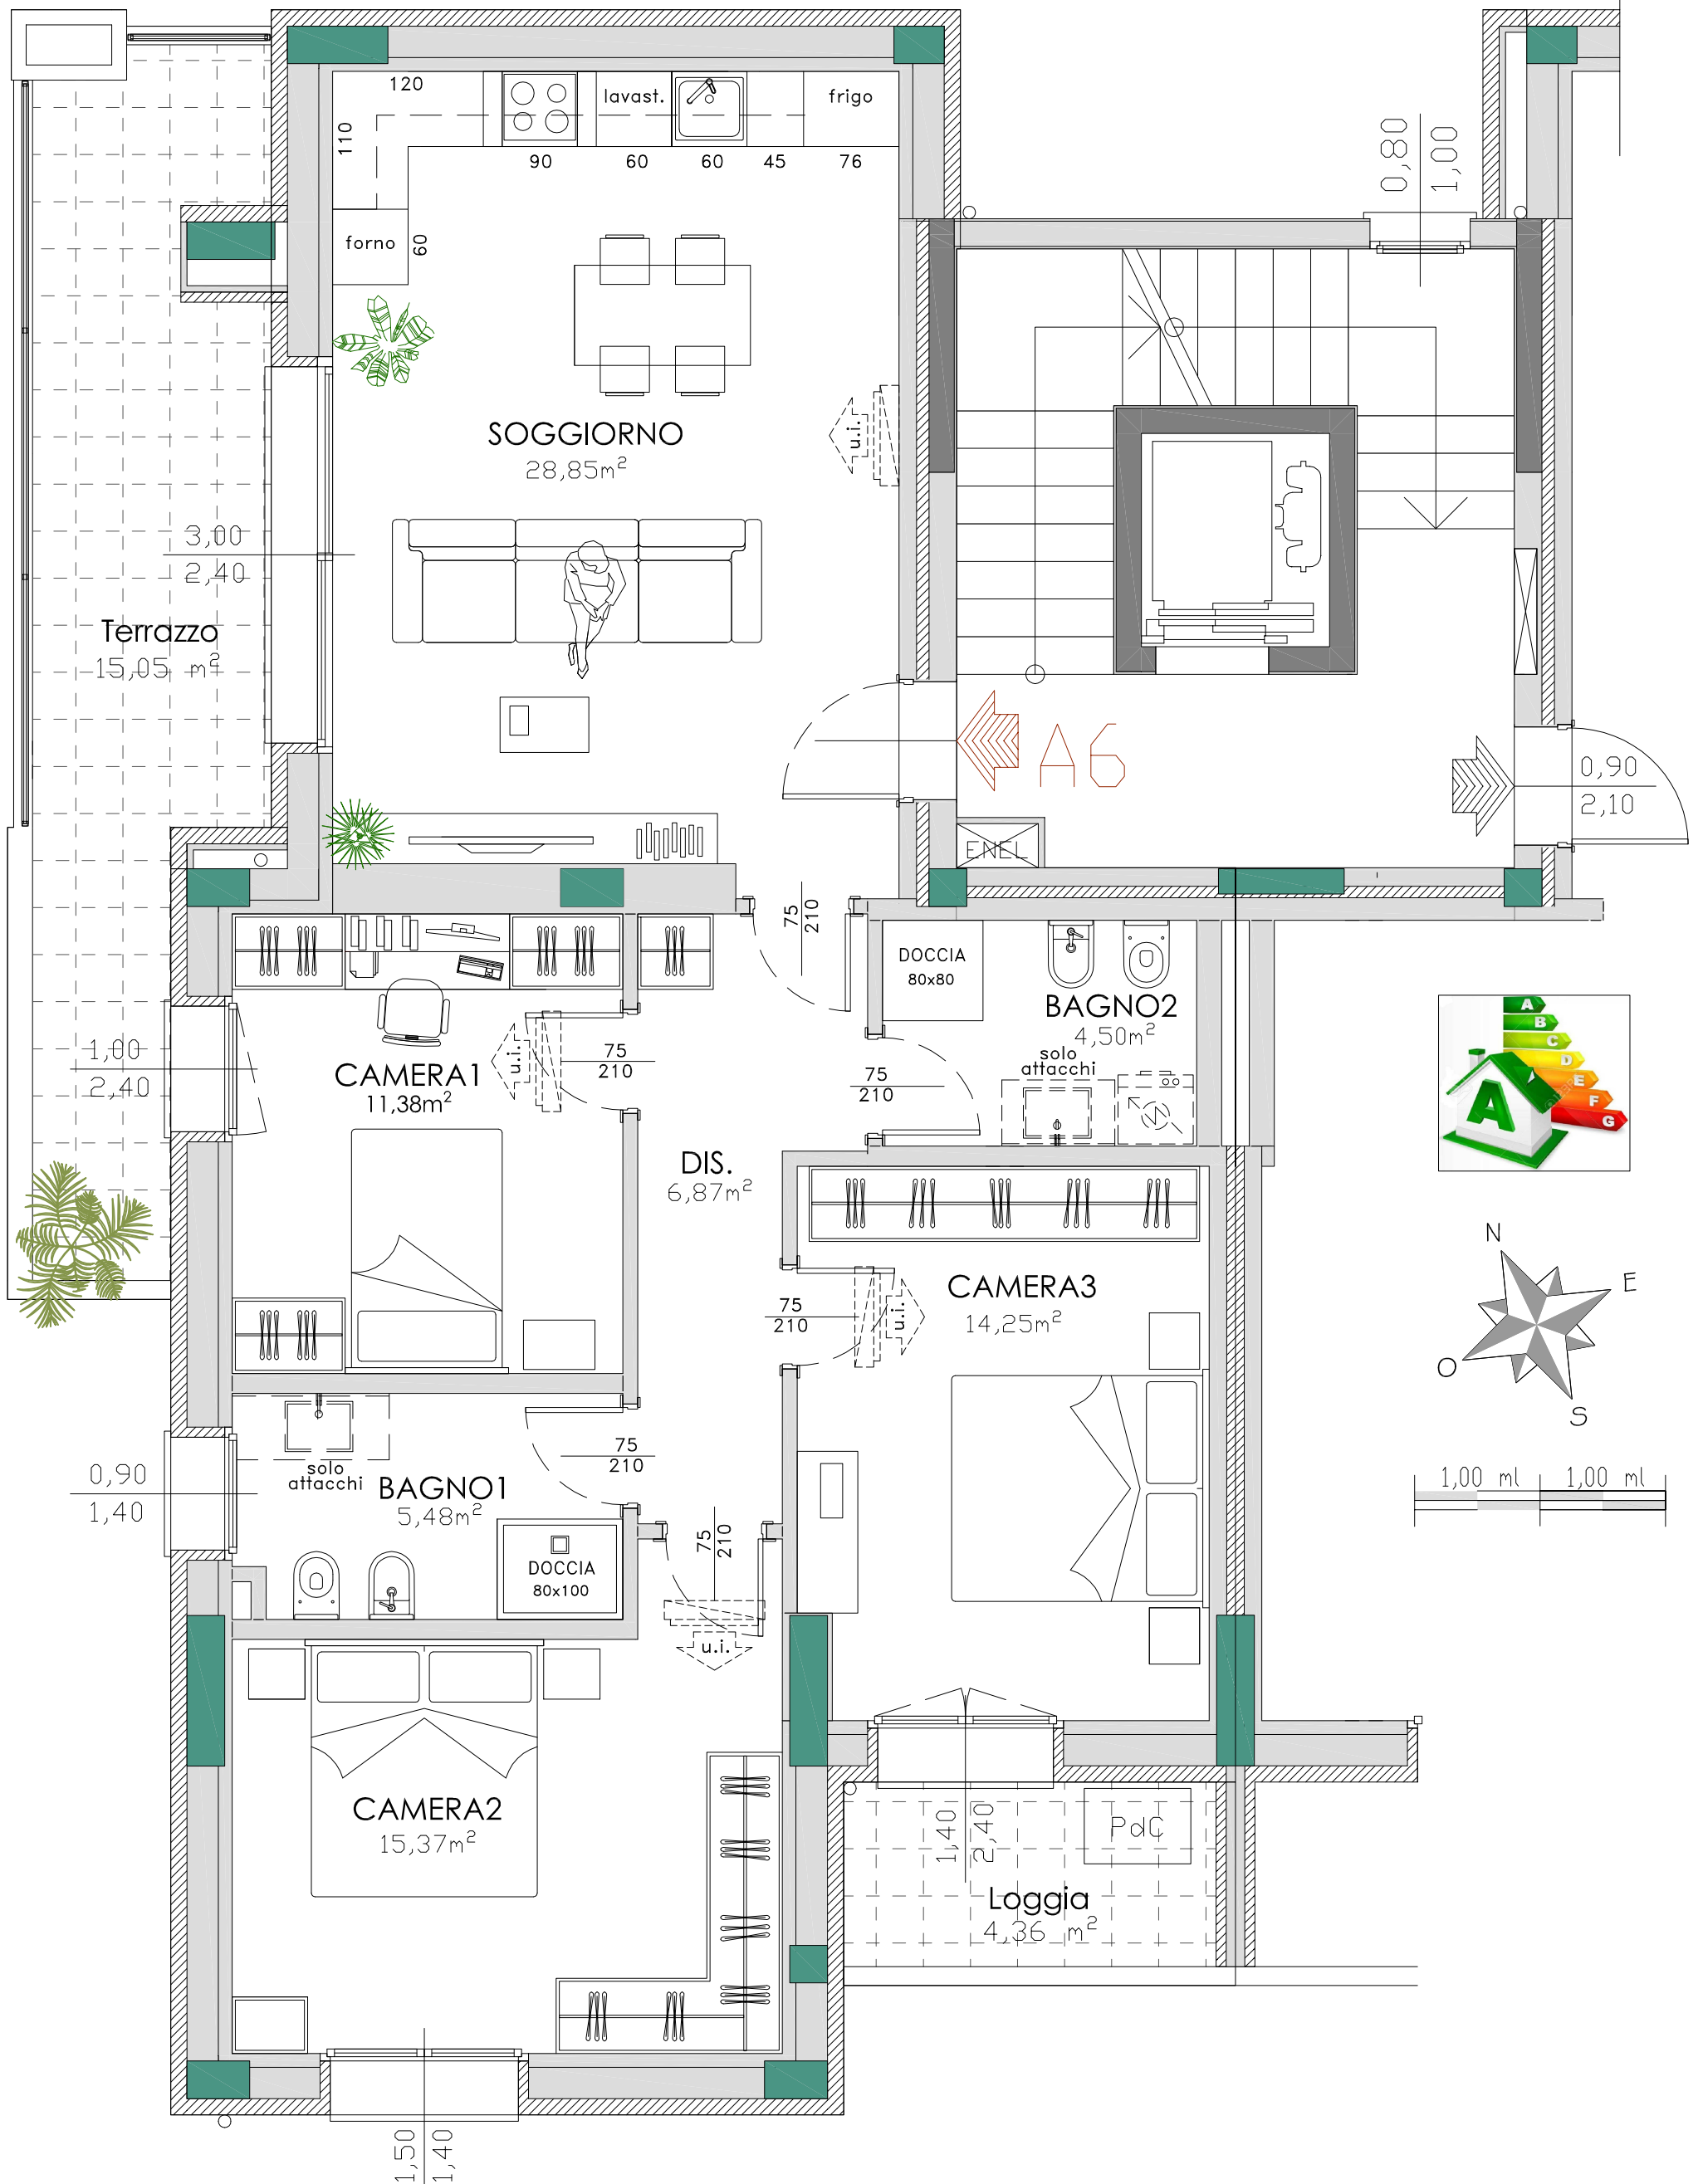 120
110
lavast.
frigo
90
60
60
45
76
forno
60
0,80
1,00
SOGGIORNO
28,85m²
u.i.
3,00
2,40
Terrazzo
15,05 m²
A6
0,90
2,10
ENEL
75
210
DOCCIA
80x80
BAGNO2
4,50m²
solo
attacchi
75
210
1,00
2,40
CAMERA1
11,38m²
u.i.
75
210
A
B
C
D
E
F
G
A
DIS.
6,87m²
N
E
O
S
CAMERA3
14,25m²
75
210
u.i.
1,00 ml
1,00 ml
0,90
1,40
solo
attacchi
BAGNO1
5,48m²
75
210
75
210
DOCCIA
80x100
u.i.
CAMERA2
15,37m²
1,40
2,40
PdC
Loggia
4,36 m²
1,50
1,40